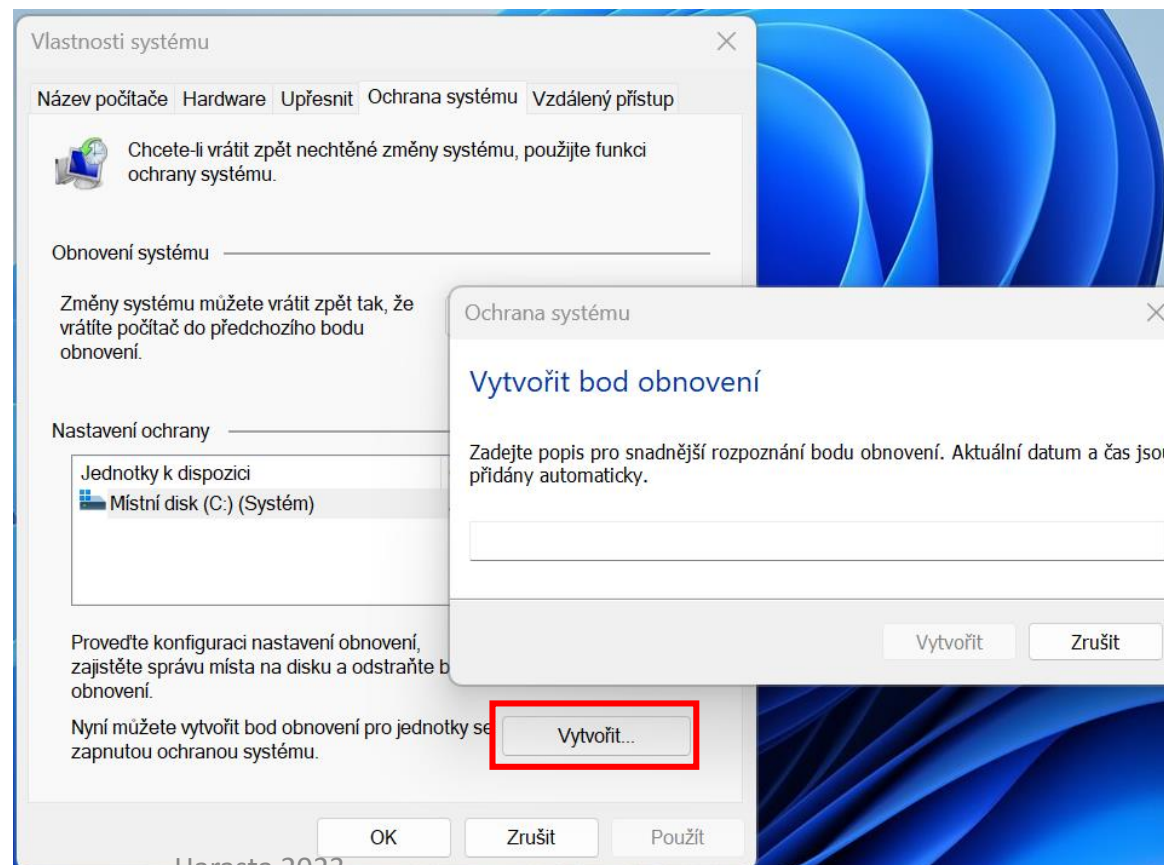 Vlastnosti systému
Název počítače Hardware Upřesnit Ochrana systému Vzdálený přístup
Chcete-li vrátit zpět nechtěné změny systému, použijte funkci
ochrany systému.
Obnovení systému
Změny systému můžete vrátit zpět tak, že
vrátíte počítač do předchozího bodu
obnovení.
Nastavení ochrany
Jednotky k dispozici
Místní disk (C:) (Systém)
Proveďte konfiguraci nastavení obnovení,
zajistěte správu místa na disku a odstraňte b
obnovení.
Nyní můžete vytvořit bod obnovení pro jednotky se
zapnutou ochranou systému.
Vytvořit...
OK Zrušit Použít
Ochrana systému
Vytvořit bod obnovení
Zadejte popis pro snadnější rozpoznání bodu obnovení. Aktuální datum a čas jsou
přidány automaticky.
Vytvořit Zrušit